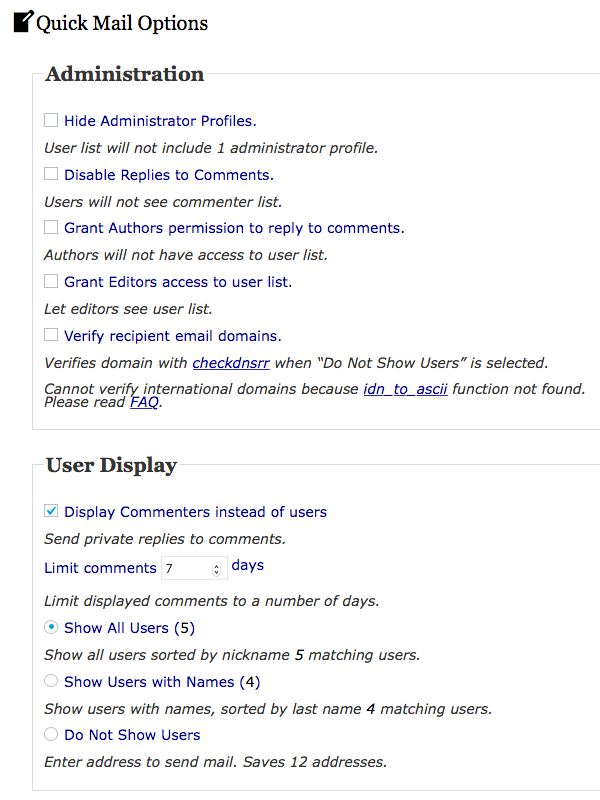 Quick Mail Options
Administration
Hide Administrator Profiles.
User list will not include 1 administrator profile.
Disable Replies to Comments.
Users will not see commenter list.
Grant Authors permission to reply to comments.
Authors will not have access to user list.
Grant Editors access to user list.
Let editors see user list.
Verify recipient email domains.
Verifies domain with checkdnsrr when “Do Not Show Users” is selected.
Cannot verify international domains because idn_to_ascii function not found.
Please read FAQ.
User Display
Display Commenters instead of users
Send private replies to comments.
Limit comments 7 days
Limit displayed comments to a number of days.
Show All Users (5)
Show all users sorted by nickname 5 matching users.
Show Users with Names (4)
Show users with names, sorted by last name 4 matching users.
Do Not Show Users
Enter address to send mail. Saves 12 addresses.